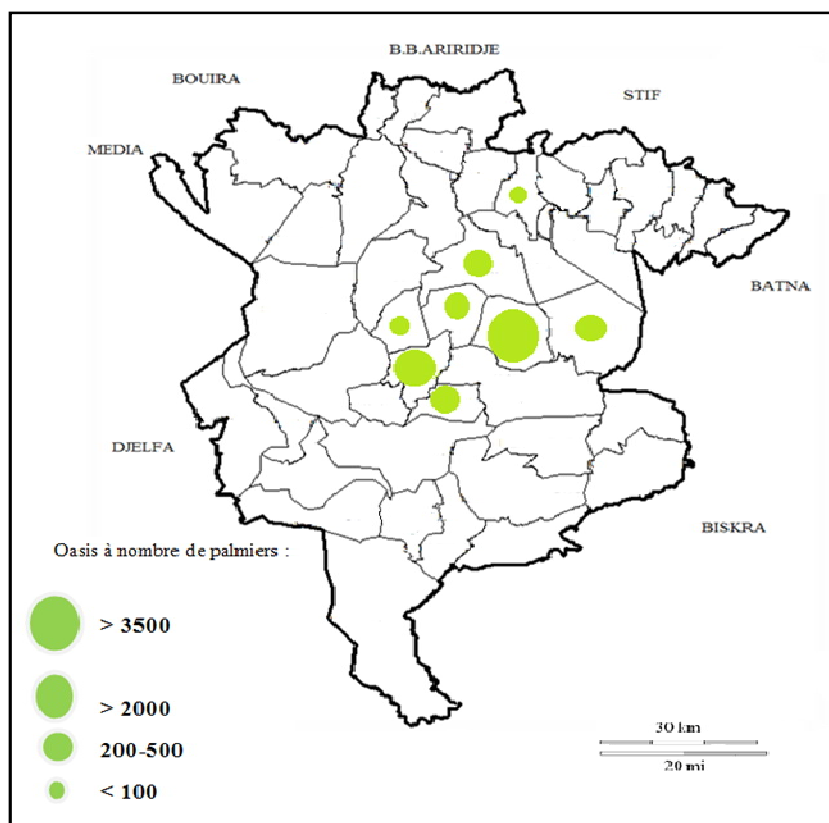 B.B.ARIRIDJE
BOUIRA
STIF
MEDIA
BATNA
DJELFA
BISKRA
Oasis à nombre de palmiers :
> 3500
> 2000
200-500
< 100
30 km
20 mi